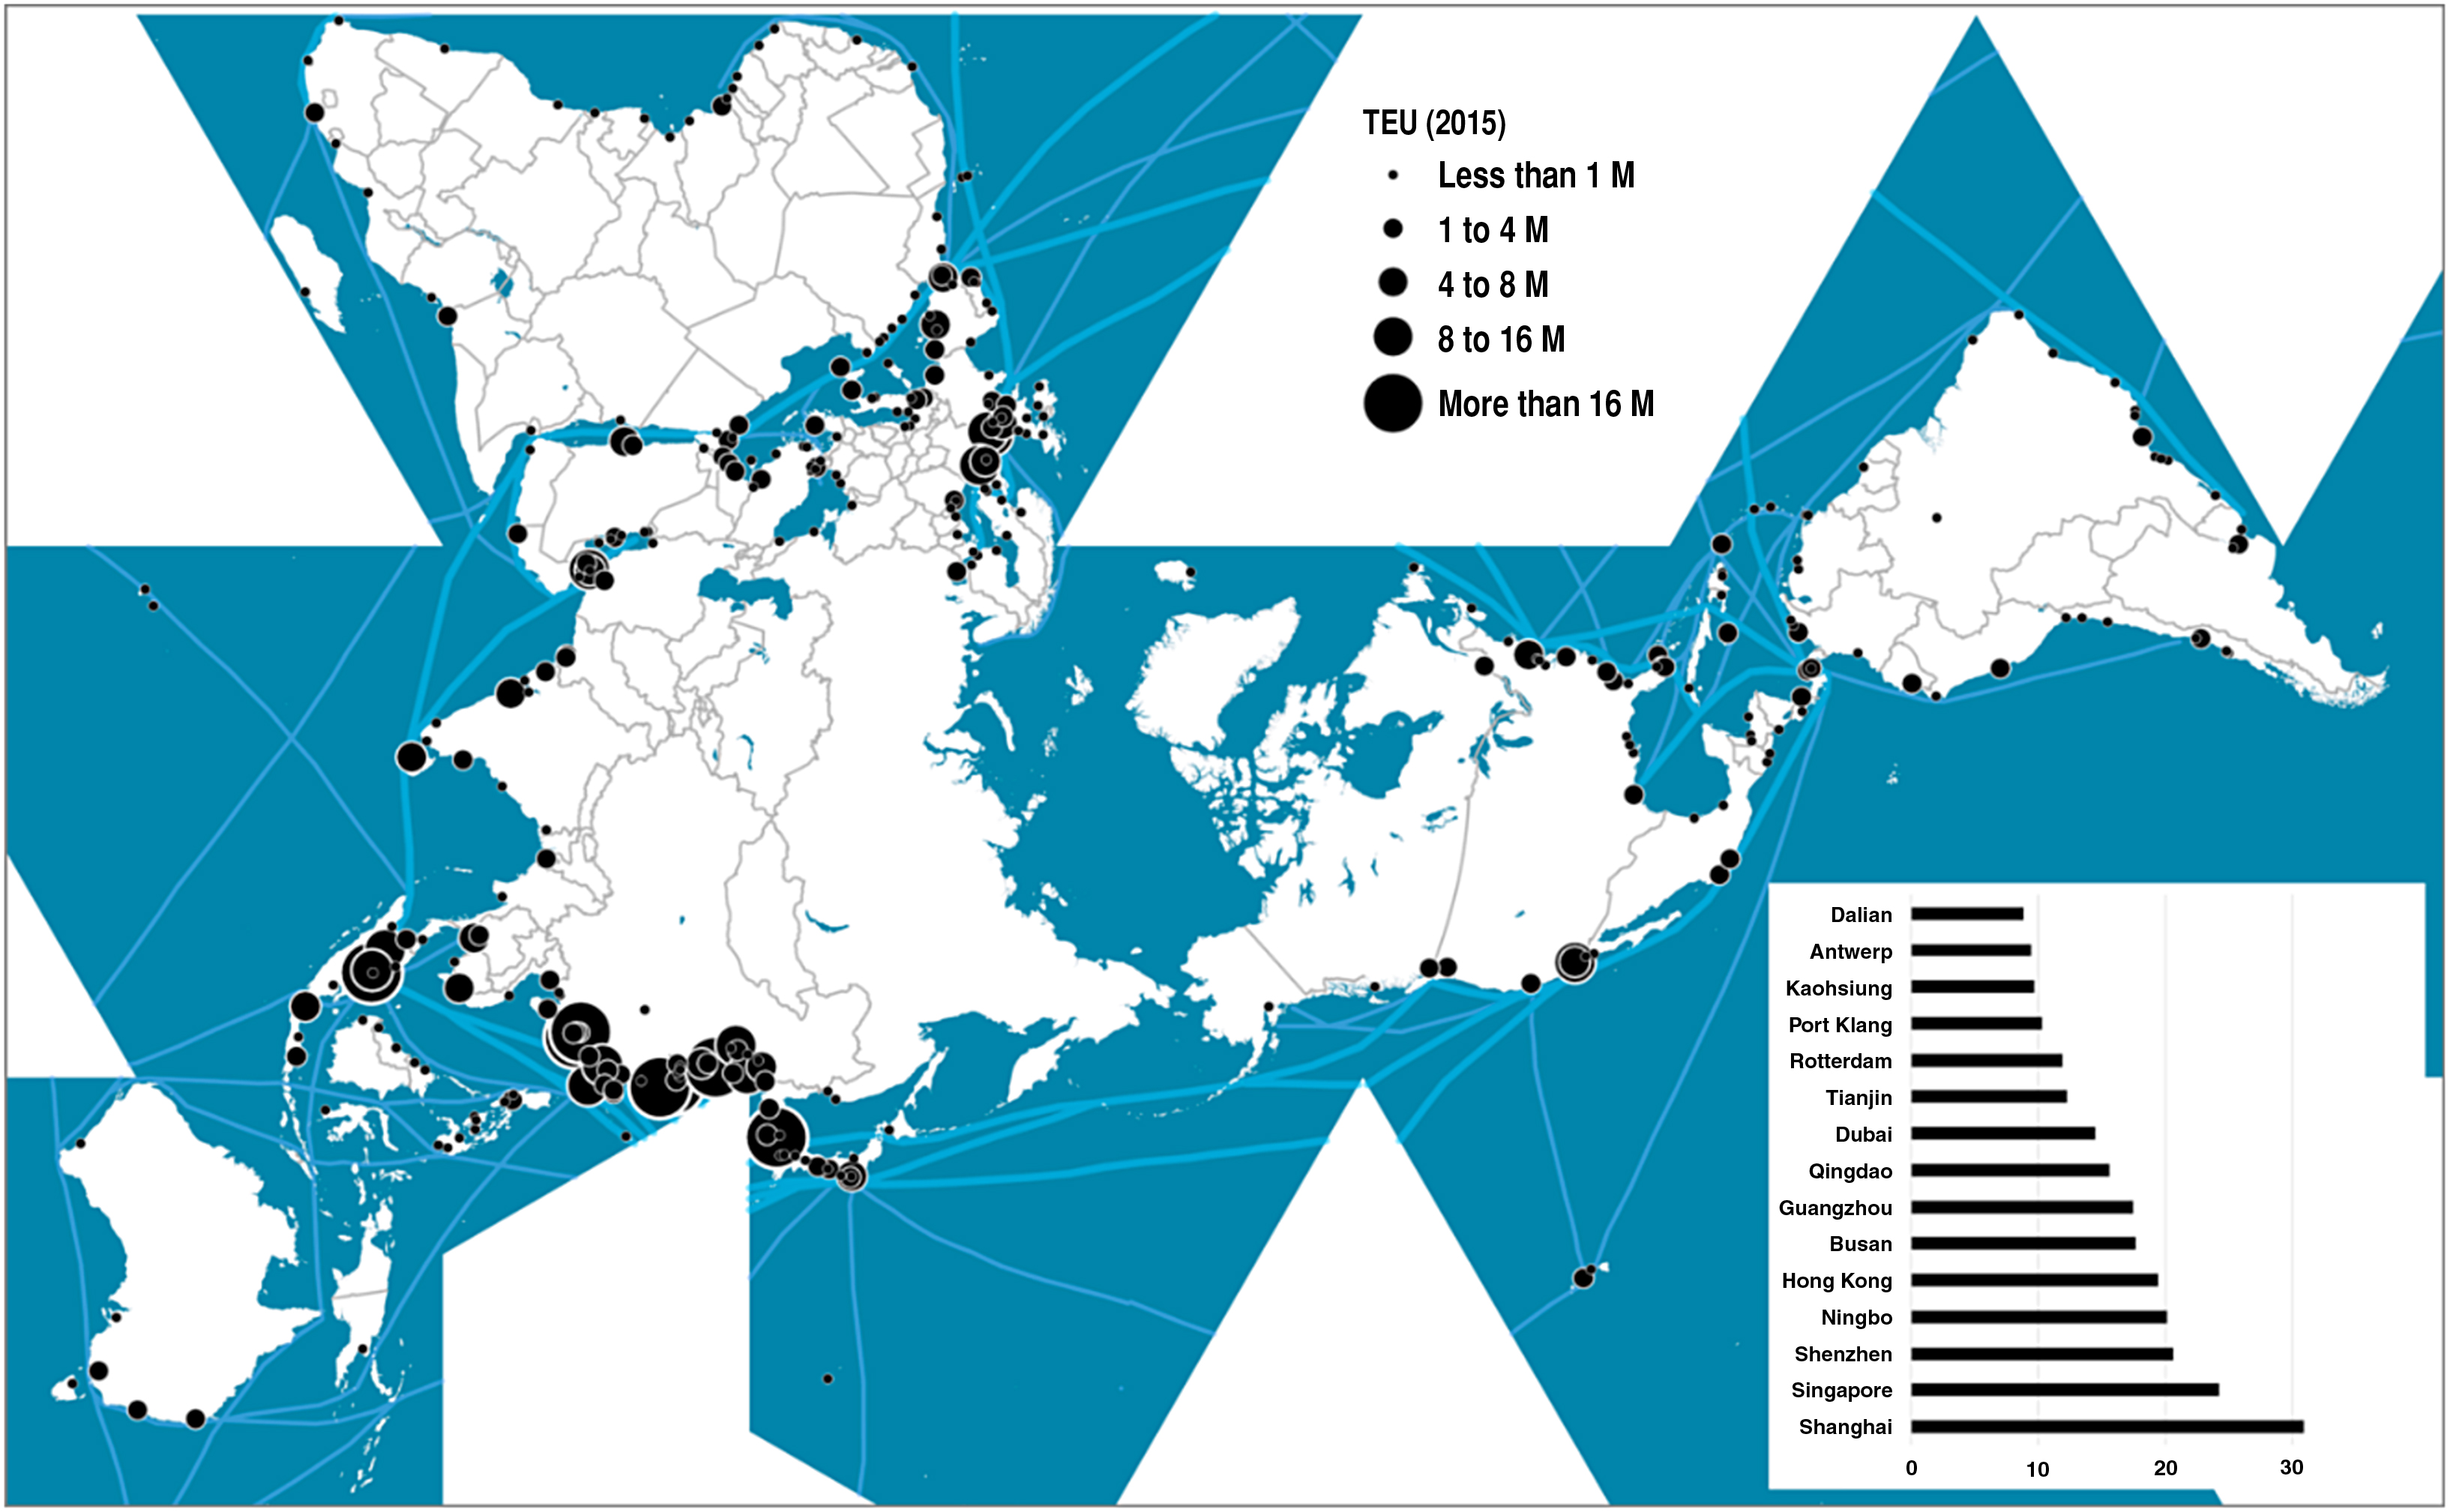 TEU (2015)
Less than 1 M
1 to 4 M
4 to 8 M
8 to 16 M
More than 16 M
Dalian
Antwerp
Kaohsiung
Port Klang
Rotterdam
Tianjin
Dubai
Qingdao
Guangzhou
Busan
Hong Kong
Ningbo
Shenzhen
Singapore
Shanghai
0 10 20 30